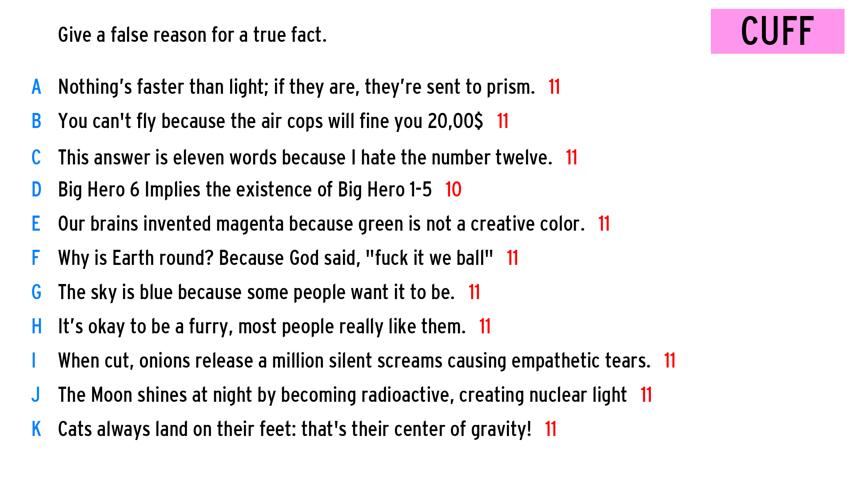 Give a false reason for a true fact.
CUFF
A Nothing's faster than light; if they are, they're sent to prism. 11
B You can't fly because the air cops will fine you 20,00$ 11
C This answer is eleven words because I hate the number twelve. 11
D Big Hero 6 Implies the existence of Big Hero 1-5 10
E Our brains invented magenta because green is not a creative color. 11
F Why is Earth round? Because God said, "fuck it we ball" 11
G The sky is blue because some people want it to be. 11
H It's okay to be a furry, most people really like them. 11
I When cut, onions release a million silent screams causing empathetic tears. 11
J The Moon shines at night by becoming radioactive, creating nuclear light 11
K Cats always land on their feet: that's their center of gravity! 11